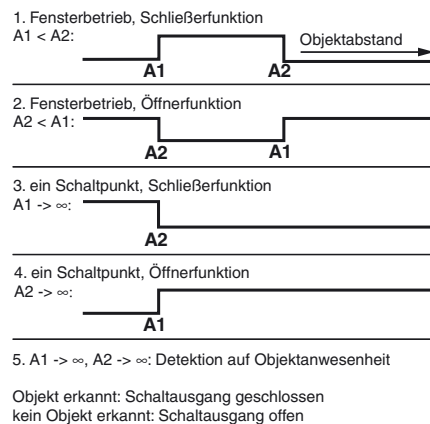 1. Fensterbetrieb, Schließerfunktion
A1 < A2:
Objektabstand
A1 A2
2. Fensterbetrieb, Öffnerfunktion
A2 < A1:
A2 A1
3. ein Schaltpunkt, Schließerfunktion
A1 -> ∞:
A2
4. ein Schaltpunkt, Öffnerfunktion
A2 -> ∞:
A1
5. A1 -> ∞, A2 -> ∞: Detektion auf Objektanwesenheit
Objekt erkannt: Schaltausgang geschlossen
kein Objekt erkannt: Schaltausgang offen